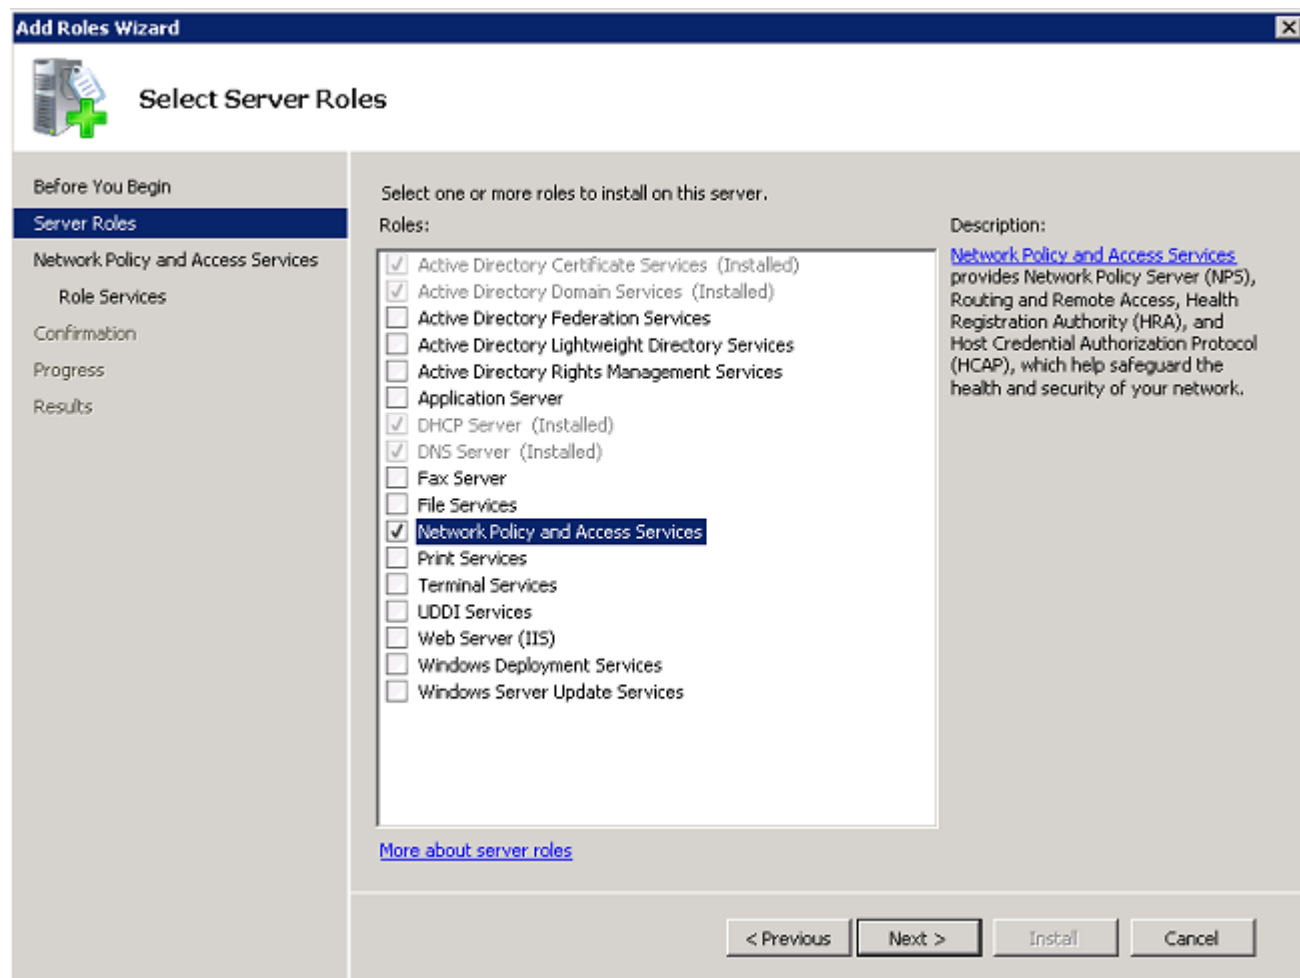 Add Roles Wizard
Select Server Roles
Before You Begin
Server Roles
Network Policy and Access Services
Role Services
Confirmation
Progress
Results
Select one or more roles to install on this server.
Roles:
Active Directory Certificate Services (Installed)
Active Directory Domain Services (Installed)
Active Directory Federation Services
Active Directory Lightweight Directory Services
Active Directory Rights Management Services
Application Server
DHCP Server (Installed)
DNS Server (Installed)
Fax Server
File Services
Network Policy and Access Services
Print Services
Terminal Services
UDDI Services
Web Server (IIS)
Windows Deployment Services
Windows Server Update Services
More about server roles
Description:
Network Policy and Access Services
provides Network Policy Server (NPS),
Routing and Remote Access, Health
Registration Authority (HRA), and
Host Credential Authorization Protocol
(HCAP), which help safeguard the
health and security of your network.
< Previous
Next >
Install
Cancel